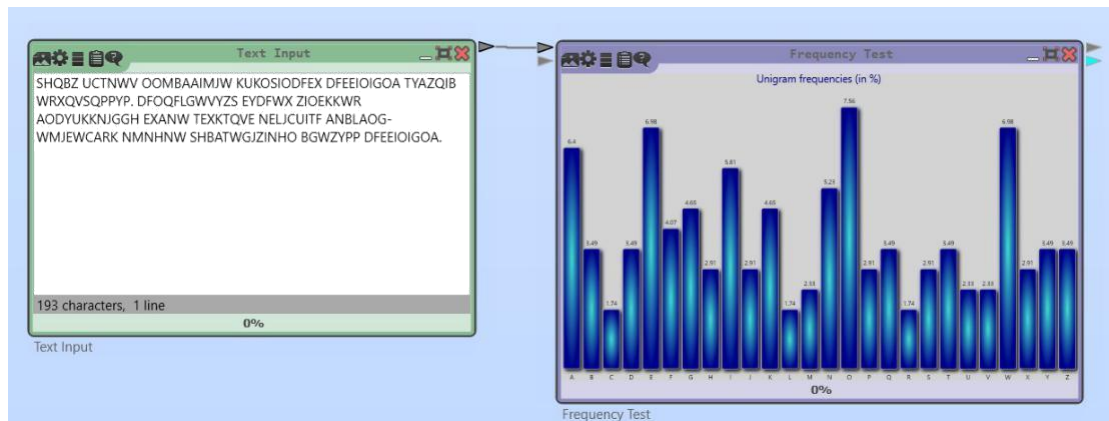 Text Input
SHQBZ UCTNWV OOMBAAIMJW KUKOSIODFEX DFEEIOIGOA TYAZQIB
WRXQVSQPPYP. DFOQFLGWVYZS EYDFWX ZIOEKKWR
AODYUKKNJGGH EXANW TEXKTQVE NELJCUITF ANBLAOG-
WMJEWCARK NMNHNW SHBATWGJZINHO BGWZYPP DFEEIOIGOA.
193 characters, 1 line
0%
Text Input
Frequency Test
Unigram frequencies (in %)
6.4 3.49 1.74 3.49 6.98 4.07 4.65 2.91 5.81 2.91 4.65 1.74 2.33 5.23 7.56 2.91 3.49 1.74 2.91 3.49 2.33 2.33 6.98 2.91 3.49 3.49
A B C D E F G H I J K L M N O P Q R S T U V W X Y Z
0%
Frequency Test